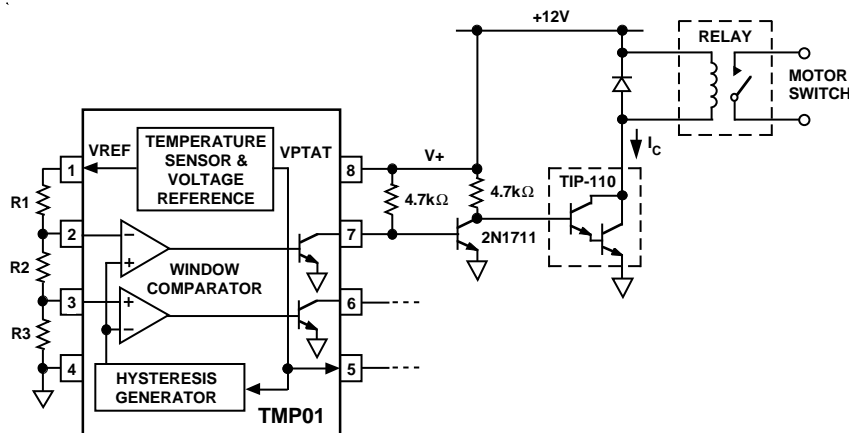 +12V
RELAY
MOTOR
SWITCH
IC
TEMPERATURE
SENSOR &
VOLTAGE
REFERENCE
VREF
VPTAT
1
8
V+
R1
4.7kΩ
4.7kΩ
TIP-110
2
7
2N1711
R2
WINDOW
COMPARATOR
3
6
R3
4
5
HYSTERESIS
GENERATOR
TMP01
−
+
+
−